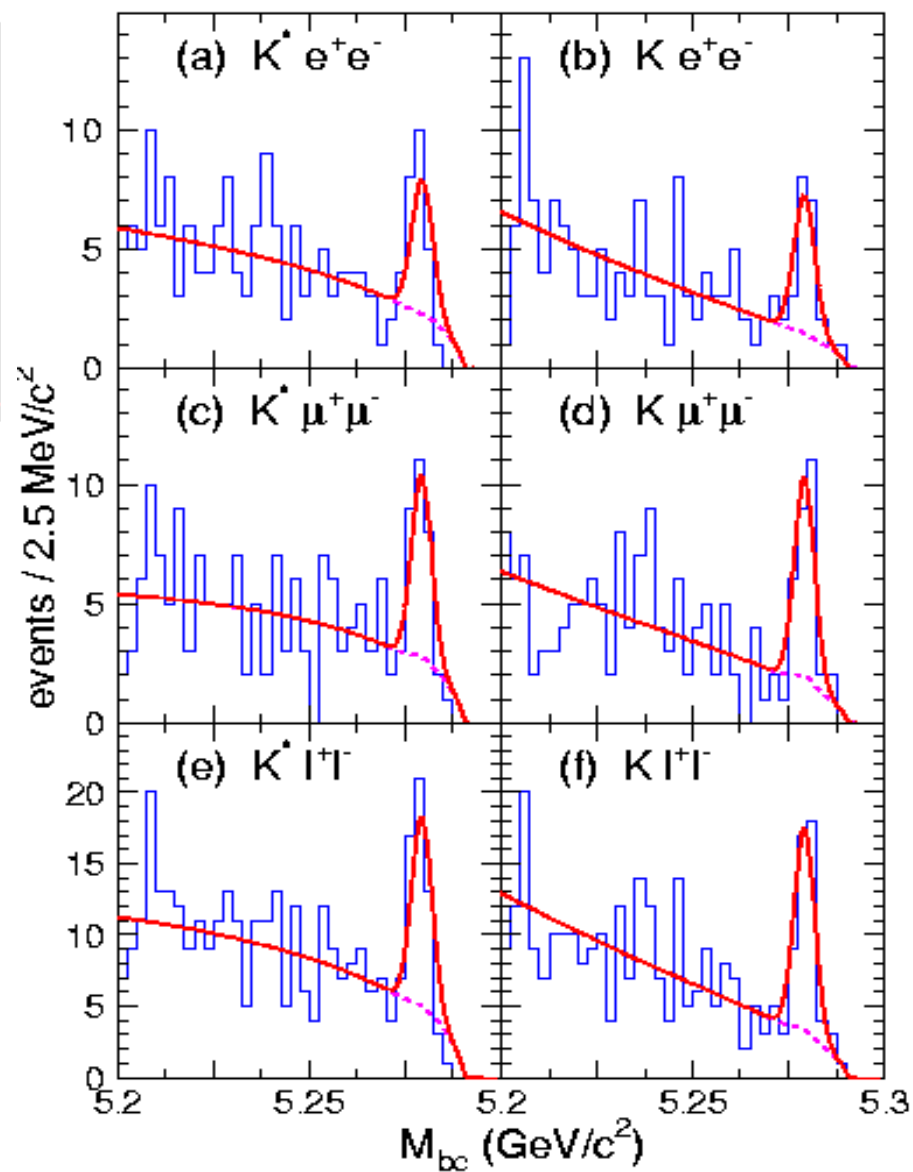 (a) K* e⁺e⁻
(b) K e⁺e⁻
10
5
0
(c) K* μ⁺μ⁻
(d) K μ⁺μ⁻
10
5
0
(e) K* l⁺l⁻
(f) K l⁺l⁻
20
15
10
5
0
5.2
5.25
5.2
5.25
5.3
events / 2.5 MeV/c²
M_bc (GeV/c²)